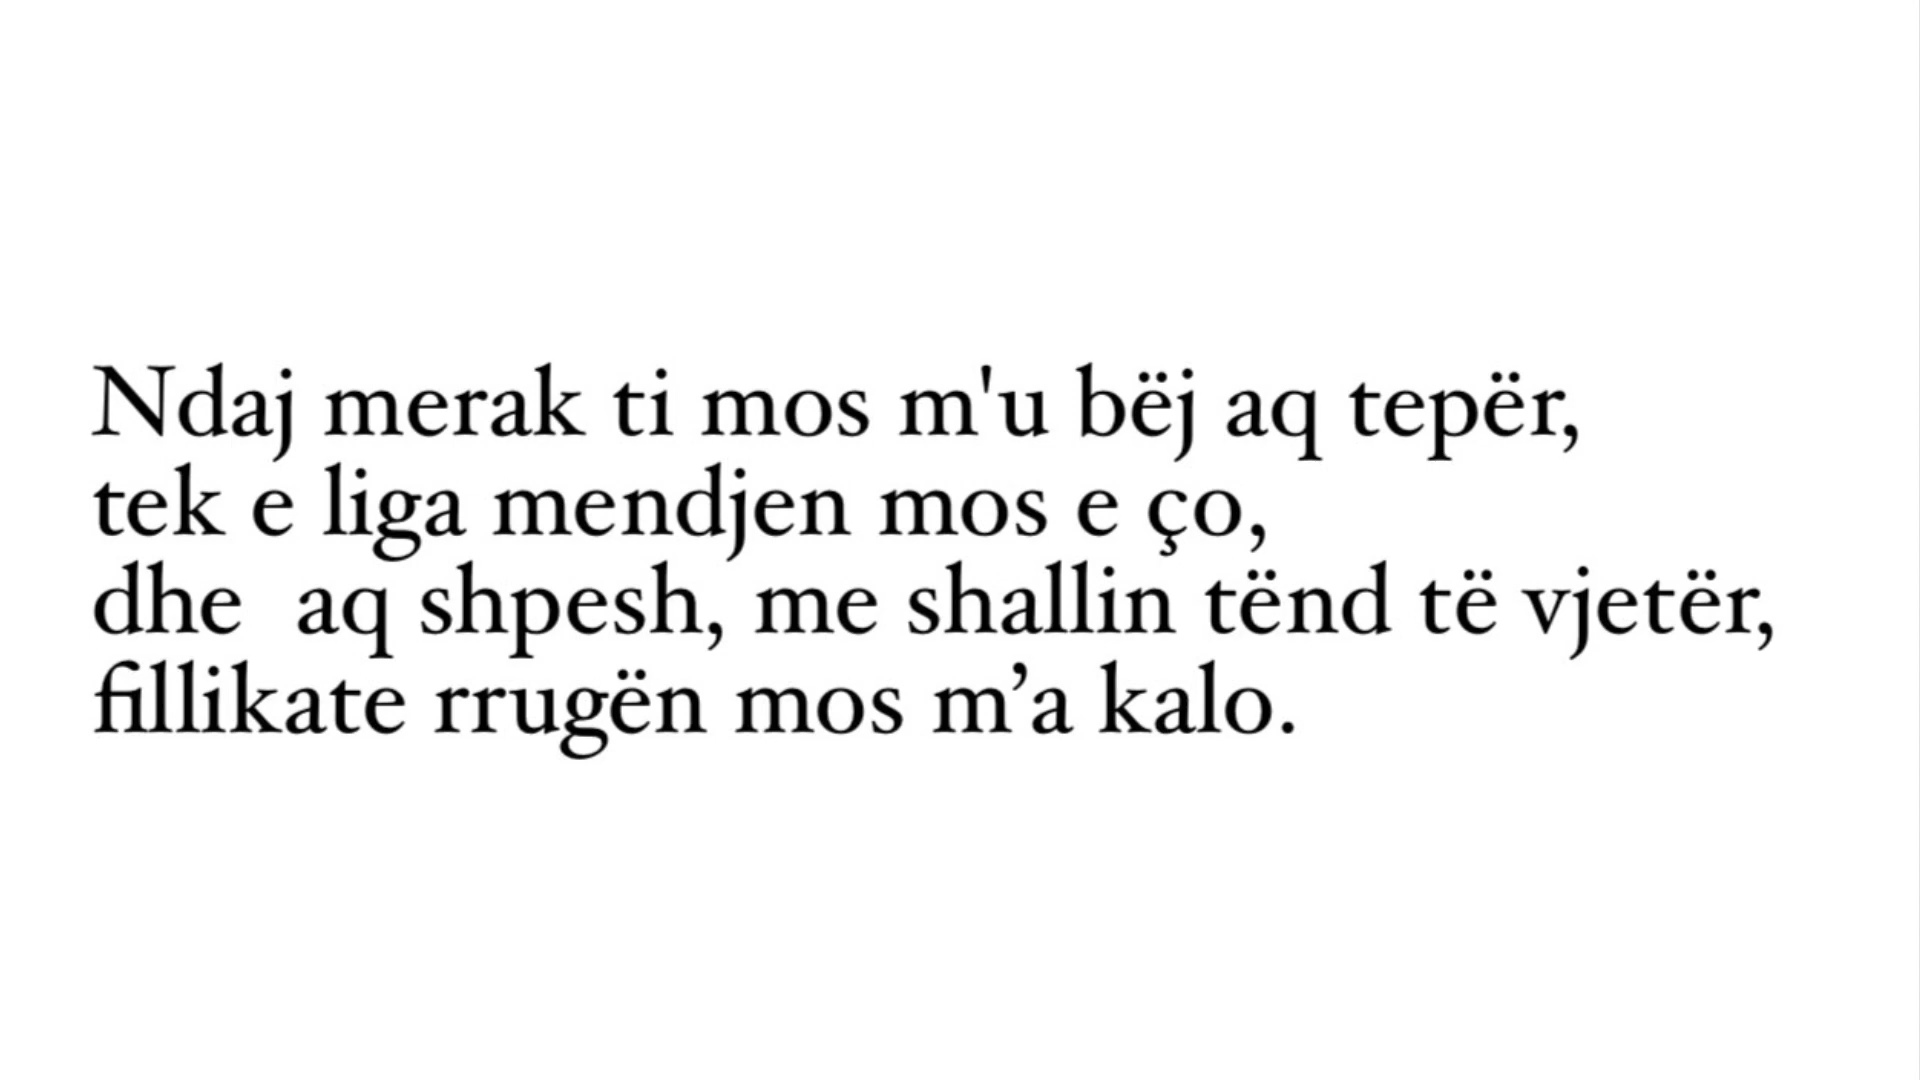 Ndaj merak ti mos m'u bëj aq tepër,
tek e liga mendjen mos e ço,
dhe  aq shpesh, me shallin tënd të vjetër,
fillikate rrugën mos m’a kalo.